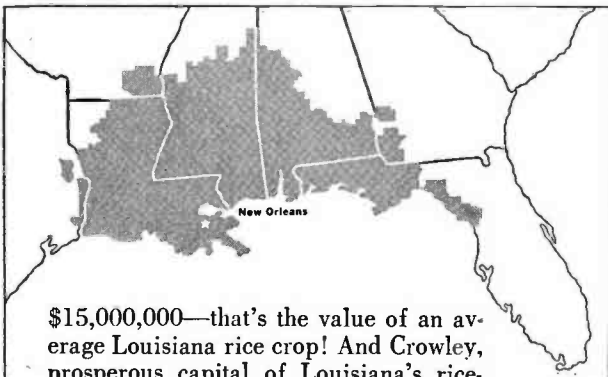 New Orleans
$15,000,000—that's the value of an av-
erage Louisiana rice crop! And Crowley,
prosperous capital of Louisiana's rice-